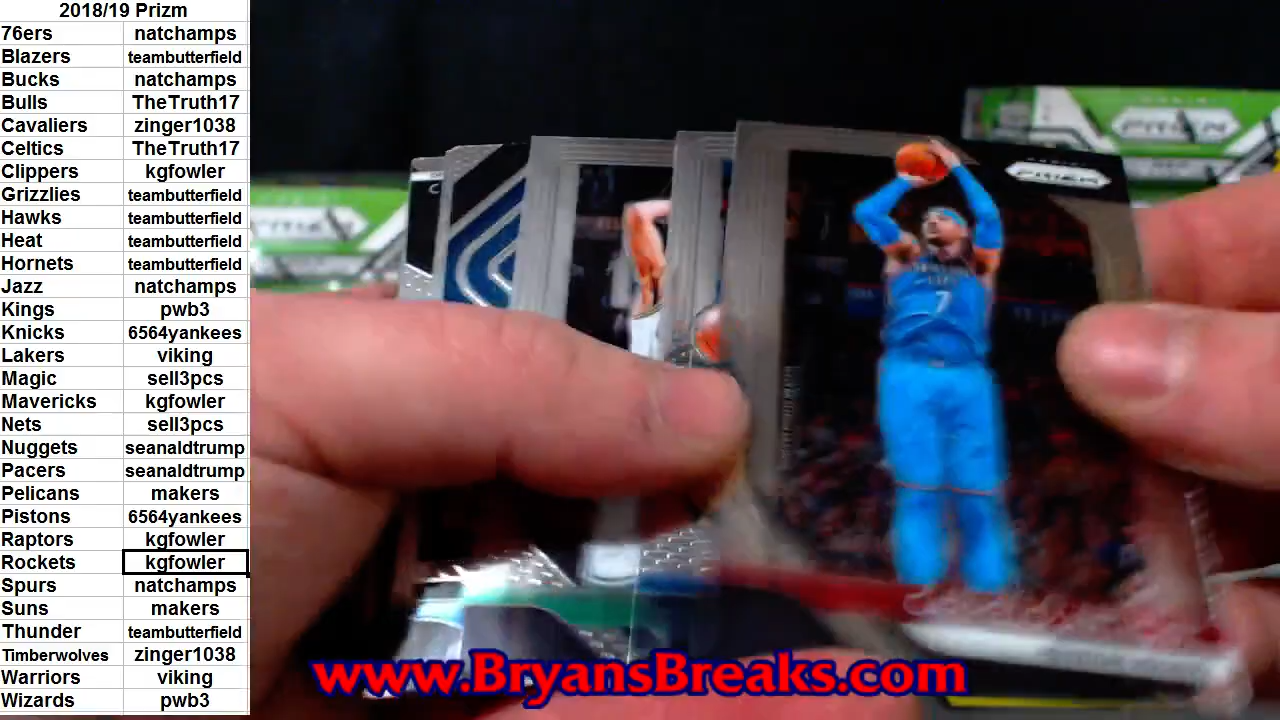 2018/19 Prizm
76ers natchamps
Blazers teambutterfield
Bucks natchamps
Bulls TheTruth17
Cavaliers zinger1038
Celtics TheTruth17
Clippers kgfowler
Grizzlies teambutterfield
Hawks teambutterfield
Heat teambutterfield
Hornets teambutterfield
Jazz natchamps
Kings pwb3
Knicks 6564yankees
Lakers viking
Magic sell3pcs
Mavericks kgfowler
Nets sell3pcs
Nuggets seanaldtrump
Pacers seanaldtrump
Pelicans makers
Pistons 6564yankees
Raptors kgfowler
Rockets kgfowler
Spurs natchamps
Suns makers
Thunder teambutterfield
Timberwolves zinger1038
Warriors viking
Wizards pwb3
PRIZM
PRIZM
7
www.BryansBreaks.com